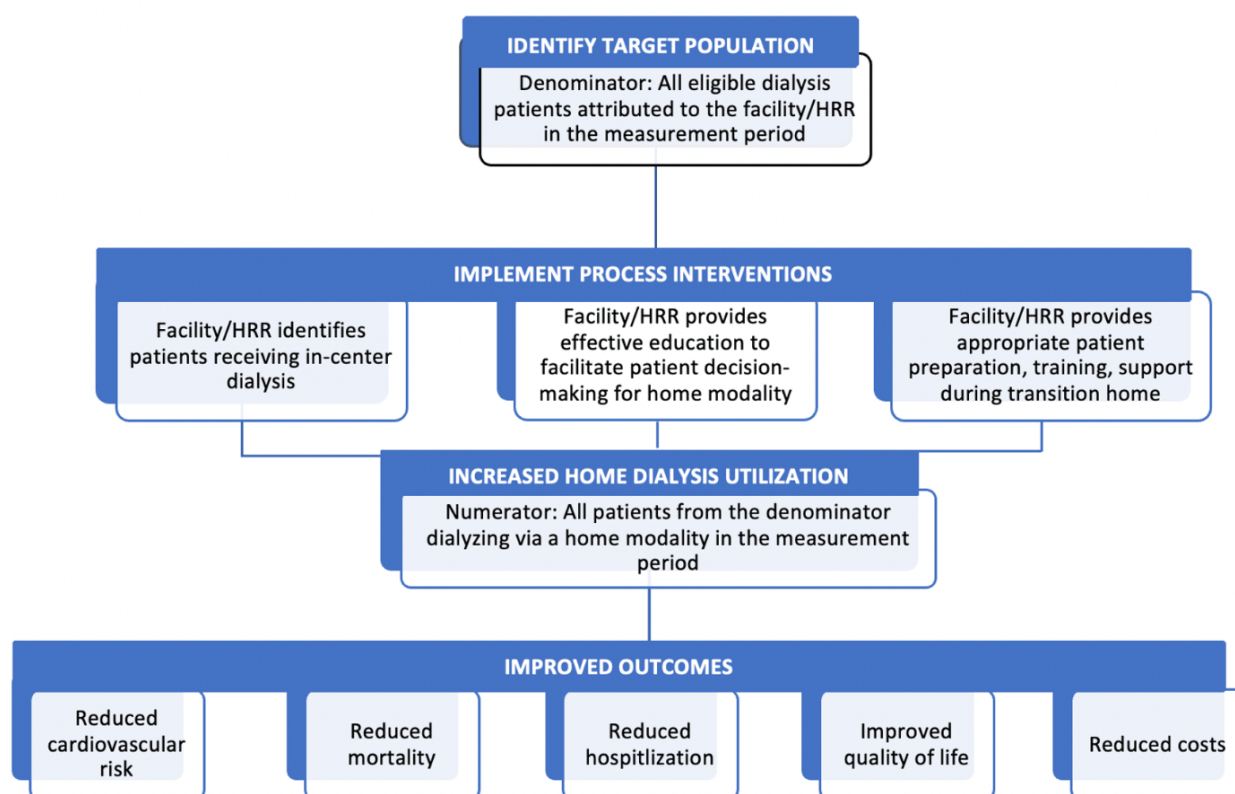 IDENTIFY TARGET POPULATION
Denominator: All eligible dialysis
patients attributed to the facility/HRR
in the measurement period
IMPLEMENT PROCESS INTERVENTIONS
Facility/HRR identifies
patients receiving in-center
dialysis
Facility/HRR provides
effective education to
facilitate patient decision-
making for home modality
Facility/HRR provides
appropriate patient
preparation, training, support
during transition home
INCREASED HOME DIALYSIS UTILIZATION
Numerator: All patients from the denominator
dialyzing via a home modality in the measurement
period
IMPROVED OUTCOMES
Reduced
cardiovascular
risk
Reduced
mortality
Reduced
hospitlization
Improved
quality of life
Reduced costs